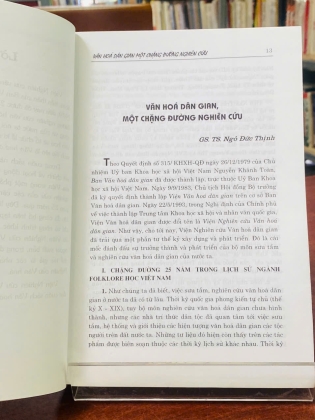 VĂN HOÁ DÂN GIAN MỘT CHẶNG ĐƯỜNG NGHIÊN CỨU
13
VĂN HOÁ DÂN GIAN,
MỘT CHẶNG ĐƯỜNG NGHIÊN CỨU
GS. TS. Ngô Đức Thịnh
Theo Quyết định số 315/ KHXH-QĐ ngày 26/12/1979 của Chủ
nhiệm Uỷ ban Khoa học xã hội Việt Nam Nguyễn Khánh Toàn,
Ban Văn hoá dân gian đã được thành lập, trực thuộc Uỷ ban Khoa
học xã hội Việt Nam. Ngày 9/9/1983, Chủ tịch Hội đồng Bộ trưởng
đã ký quyết định thành lập Viện Văn hoá dân gian trên cơ sở Ban
Văn hoá dân gian. Ngày 22/5/1993, trong Nghị định của Chính phủ
về việc thành lập Trung tâm Khoa học xã hội và nhân văn quốc gia,
Viện Văn hoá dân gian được đổi tên là Viện Nghiên cứu Văn hoá
dân gian. Như vậy, cho tới nay, Viện Nghiên cứu Văn hoá dân gian
đã trải qua một phần tư thế kỷ xây dựng và phát triển. Đó là cái
mốc đánh dấu sự trưởng thành và phát triển của bộ môn sưu tầm
và nghiên cứu văn hoá dân gian của nước ta.
I. CHẶNG ĐƯỜNG 25 NĂM TRONG LỊCH SỬ NGÀNH
FOLKLORE HỌC VIỆT NAM
1. Như chúng ta đã biết, việc sưu tầm, nghiên cứu văn hoá dân
gian ở nước ta đã có từ lâu. Thời kỳ quốc gia phong kiến tự chủ (thế
kỷ X - XIX), tuy bộ môn nghiên cứu văn hoá dân gian chưa hình
thành, nhưng các nhà trí thức dân tộc đã quan tâm tới việc sưu
tầm, hệ thống và giới thiệu các hiện tượng văn hoá dân gian các tộc
người trên đất nước ta. Những tư liệu đó hiện còn thấy trên các tác
phẩm được biên soạn thuộc các thời kỳ lịch sử khác nhau. Thời kỳ